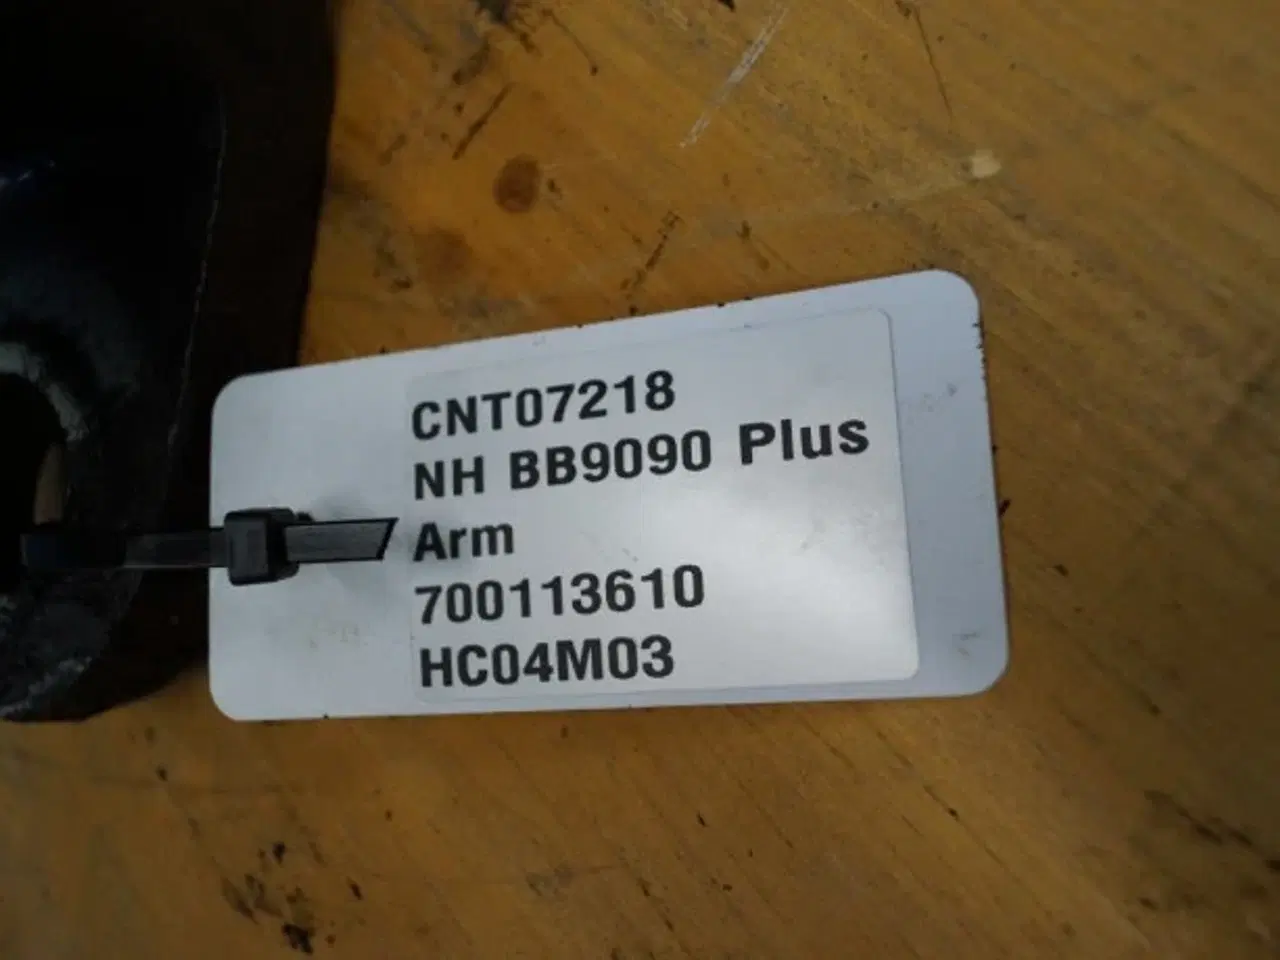 CNT07218
NH BB9090 Plus
Arm
700113610
HC04M03